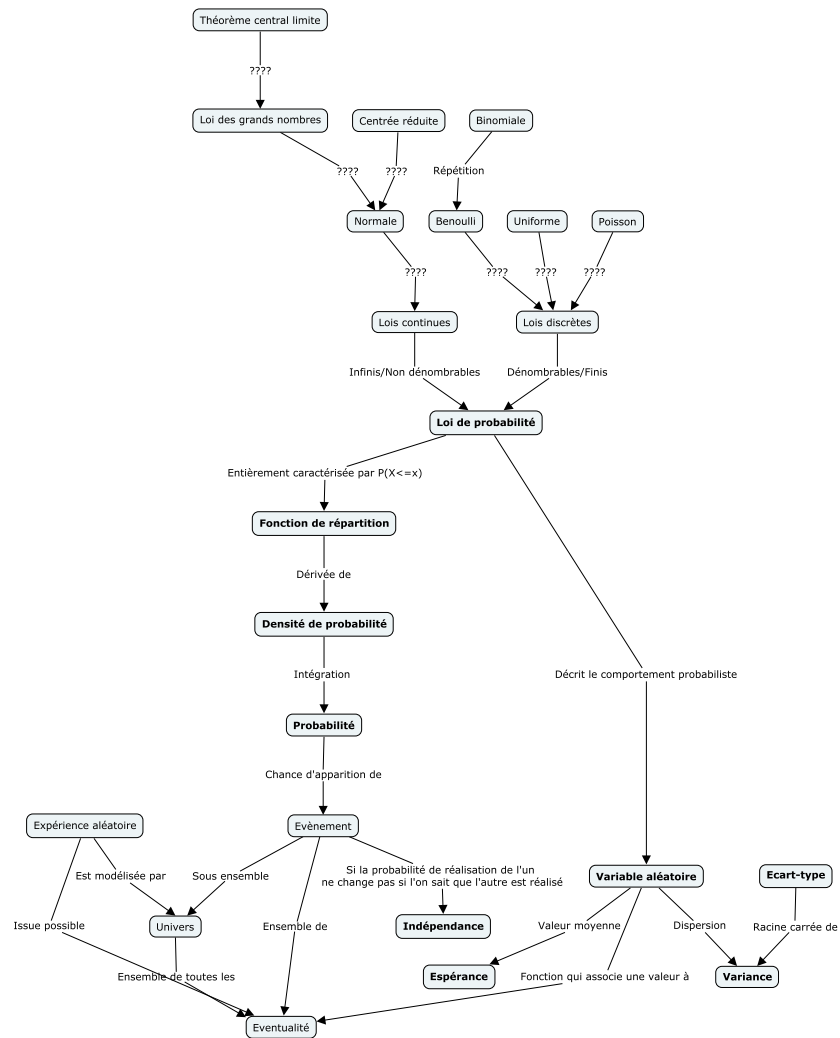 Théorème central limite
????
Loi des grands nombres
Centrée réduite
Binomiale
????
????
Répétition
Normale
Benoulli
Uniforme
Poisson
????
????
????
????
Lois continues
Lois discrètes
Infinis/Non dénombrables
Dénombrables/Finis
Loi de probabilité
Entièrement caractérisée par P(X<=x)
Fonction de répartition
Dérivée de
Densité de probabilité
Intégration
Décrit le comportement probabiliste
Probabilité
Chance d'apparition de
Expérience aléatoire
Evènement
Est modélisée par
Sous ensemble
Si la probabilité de réalisation de l'un
ne change pas si l'on sait que l'autre est réalisé
Variable aléatoire
Ecart-type
Issue possible
Univers
Ensemble de
Indépendance
Valeur moyenne
Dispersion
Racine carrée de
Ensemble de toutes les
Espérance
Fonction qui associe une valeur à
Variance
Eventualité